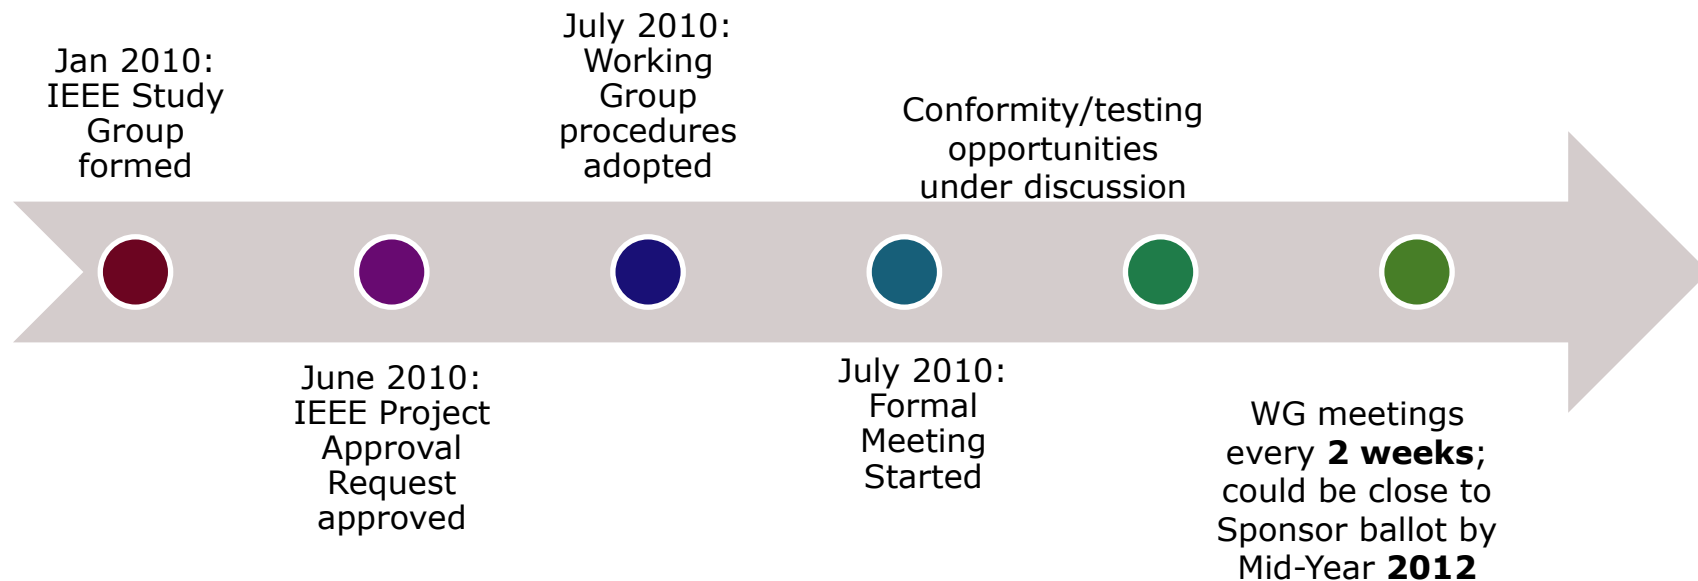 Jan 2010:
IEEE Study
Group
formed
June 2010:
IEEE Project
Approval
Request
approved
July 2010:
Working
Group
procedures
adopted
July 2010:
Formal
Meeting
Started
Conformity/testing
opportunities
under discussion
WG meetings
every 2 weeks;
could be close to
Sponsor ballot by
Mid-Year 2012